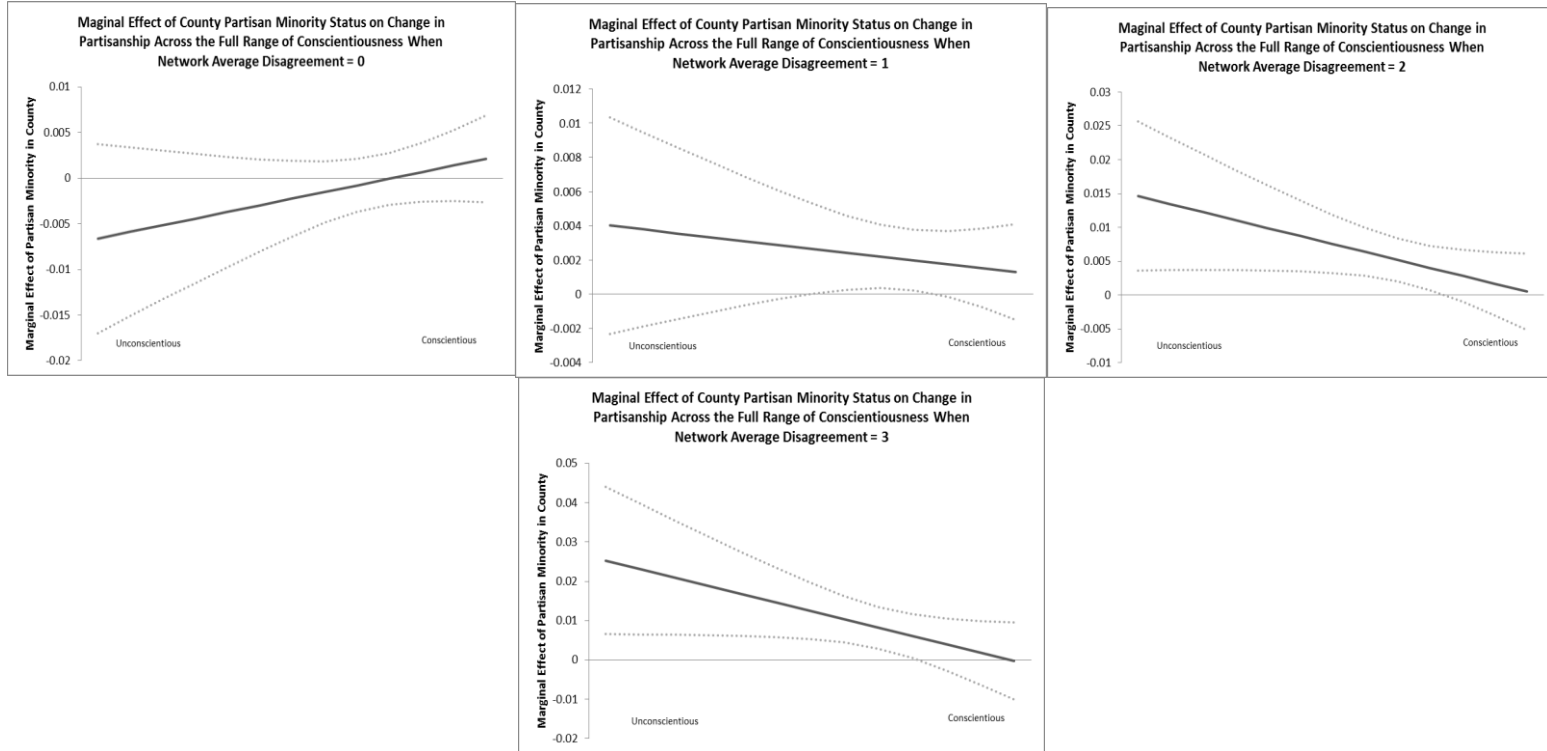 Maginal Effect of County Partisan Minority Status on Change in
Partisanship Across the Full Range of Conscientiousness When
Network Average Disagreement = 0
Marginal Effect of Partisan Minority in County
0.01
0.005
0
-0.005
-0.01
-0.015
-0.02
Unconscientious
Conscientious
Maginal Effect of County Partisan Minority Status on Change in
Partisanship Across the Full Range of Conscientiousness When
Network Average Disagreement = 1
Marginal Effect of Partisan Minority in County
0.012
0.01
0.008
0.006
0.004
0.002
0
-0.002
-0.004
Unconscientious
Conscientious
Maginal Effect of County Partisan Minority Status on Change in
Partisanship Across the Full Range of Conscientiousness When
Network Average Disagreement = 2
Marginal Effect of Partisan Minority in County
0.03
0.025
0.02
0.015
0.01
0.005
0
-0.005
-0.01
Unconscientious
Conscientious
Maginal Effect of County Partisan Minority Status on Change in
Partisanship Across the Full Range of Conscientiousness When
Network Average Disagreement = 3
Marginal Effect of Partisan Minority in County
0.05
0.04
0.03
0.02
0.01
0
-0.01
-0.02
Unconscientious
Conscientious